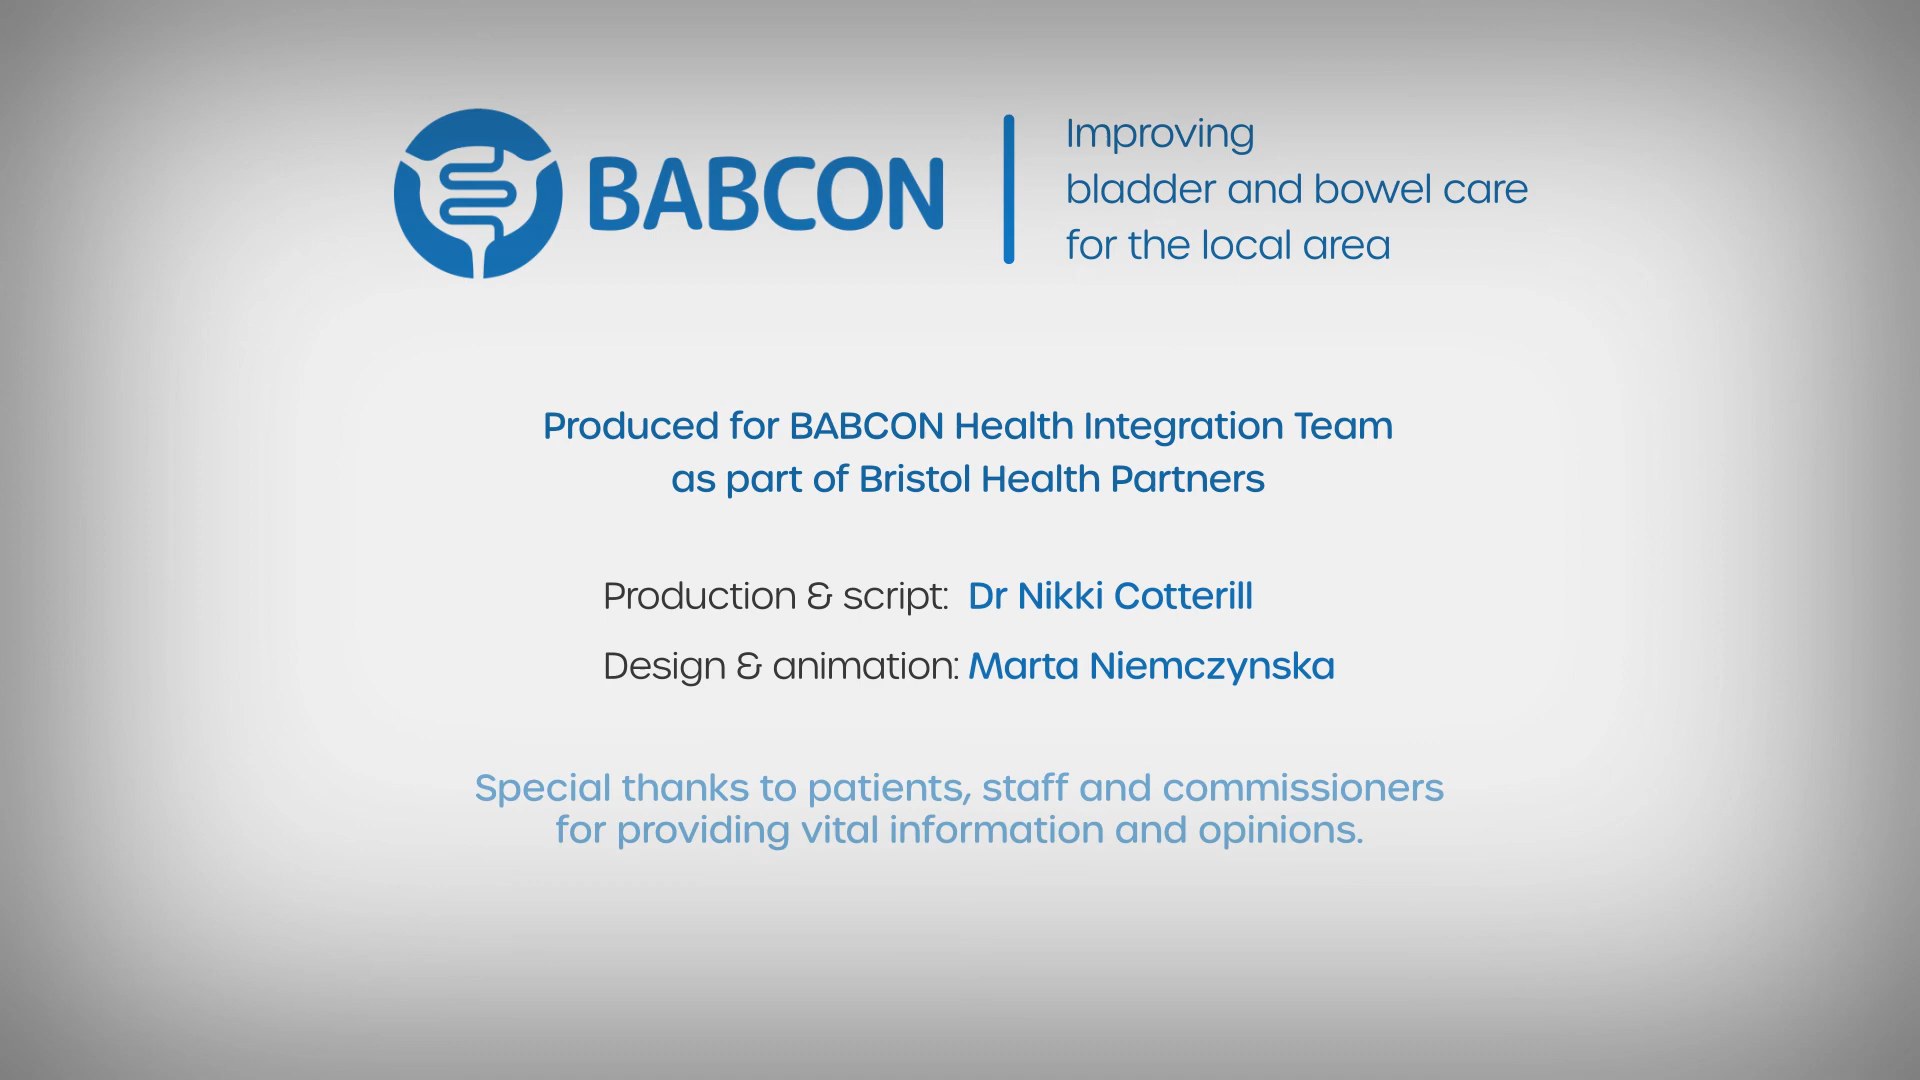 BABCON
Improving
bladder and bowel care
for the local area
Produced for BABCON Health Integration Team
as part of Bristol Health Partners
Production & script: Dr Nikki Cotterill
Design & animation: Marta Niemczynska
Special thanks to patients, staff and commissioners
for providing vital information and opinions.